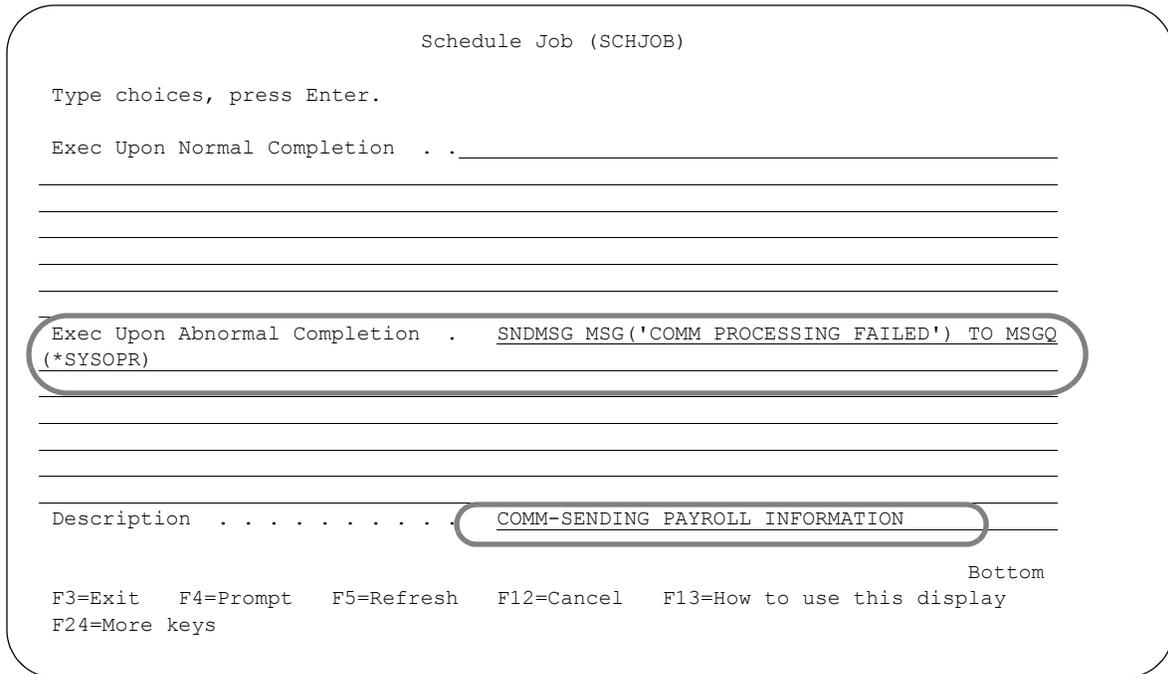 Schedule Job (SCHJOB)
Type choices, press Enter.
Exec Upon Normal Completion . .
Exec Upon Abnormal Completion . SNDMSG MSG('COMM PROCESSING FAILED') TO MSGQ
(*SYSOPR)
Description . . . . . . . . . . COMM-SENDING PAYROLL INFORMATION
Bottom
F3=Exit F4=Prompt F5=Refresh F12=Cancel F13=How to use this display
F24=More keys